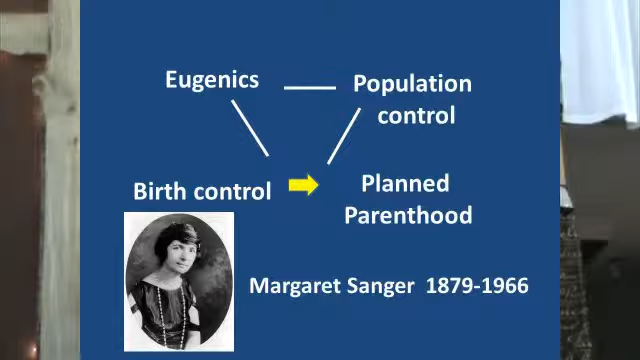 Eugenics
Population
control
Birth control
Planned
Parenthood
Margaret Sanger 1879-1966